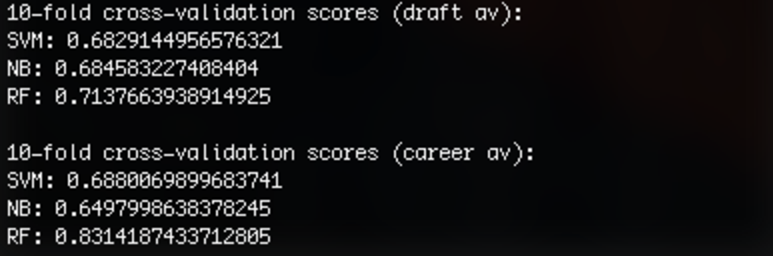 10-fold cross-validation scores (draft av):
SVM: 0.6829144956576321
NB: 0.684583227408404
RF: 0.7137663938914925
10-fold cross-validation scores (career av):
SVM: 0.6880069899683741
NB: 0.6497998638378245
RF: 0.8314187433712805